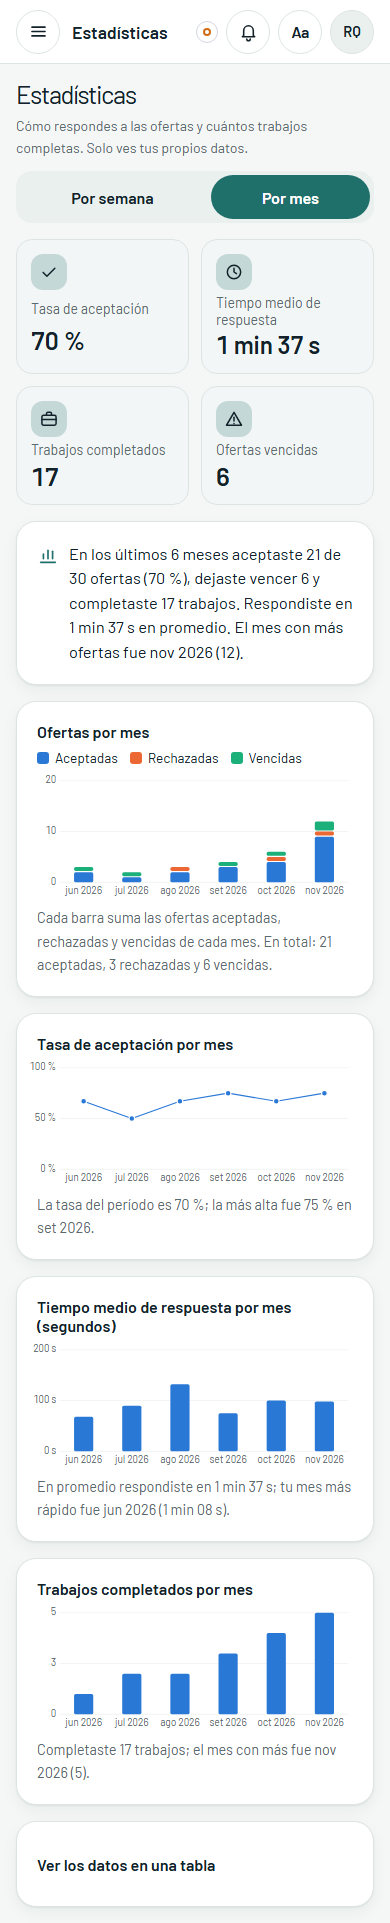 Estadísticas
Aa
RQ
Estadísticas
Cómo respondes a las ofertas y cuántos trabajos
completas. Solo ves tus propios datos.
Por semana
Por mes
Tasa de aceptación
70 %
Tiempo medio de
respuesta
1 min 37 s
Trabajos completados
17
Ofertas vencidas
6
En los últimos 6 meses aceptaste 21 de
30 ofertas (70 %), dejaste vencer 6 y
completaste 17 trabajos. Respondiste en
1 min 37 s en promedio. El mes con más
ofertas fue nov 2026 (12).
Ofertas por mes
Aceptadas
Rechazadas
Vencidas
20
10
0
jun 2026
jul 2026
ago 2026
set 2026
oct 2026
nov 2026
Cada barra suma las ofertas aceptadas,
rechazadas y vencidas de cada mes. En total: 21
aceptadas, 3 rechazadas y 6 vencidas.
Tasa de aceptación por mes
100 %
50 %
0 %
jun 2026
jul 2026
ago 2026
set 2026
oct 2026
nov 2026
La tasa del período es 70 %; la más alta fue 75 % en
set 2026.
Tiempo medio de respuesta por mes
(segundos)
200 s
100 s
0 s
jun 2026
jul 2026
ago 2026
set 2026
oct 2026
nov 2026
En promedio respondiste en 1 min 37 s; tu mes más
rápido fue jun 2026 (1 min 08 s).
Trabajos completados por mes
5
3
0
jun 2026
jul 2026
ago 2026
set 2026
oct 2026
nov 2026
Completaste 17 trabajos; el mes con más fue nov
2026 (5).
Ver los datos en una tabla